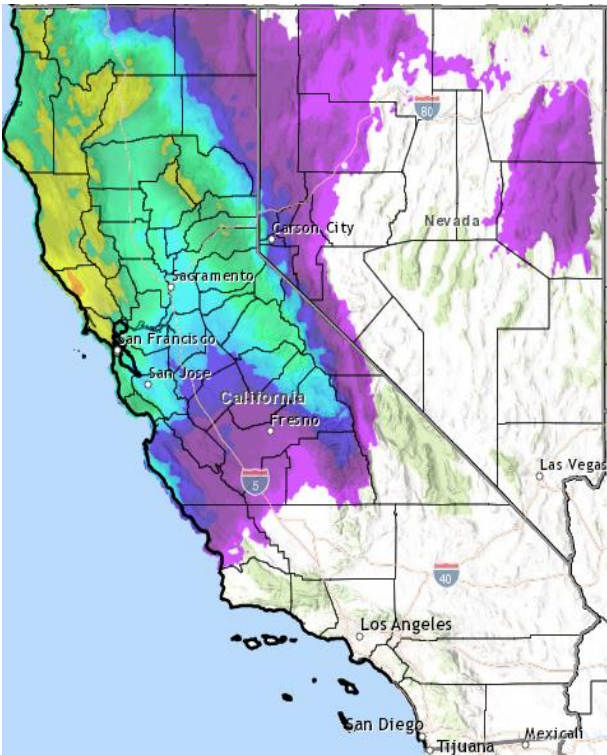 80
Carson City
Nevada
Sacramento
San Francisco
San Jose
California
Fresno
5
Las Vegas
40
Los Angeles
San Diego
Tijuana
Mexicali